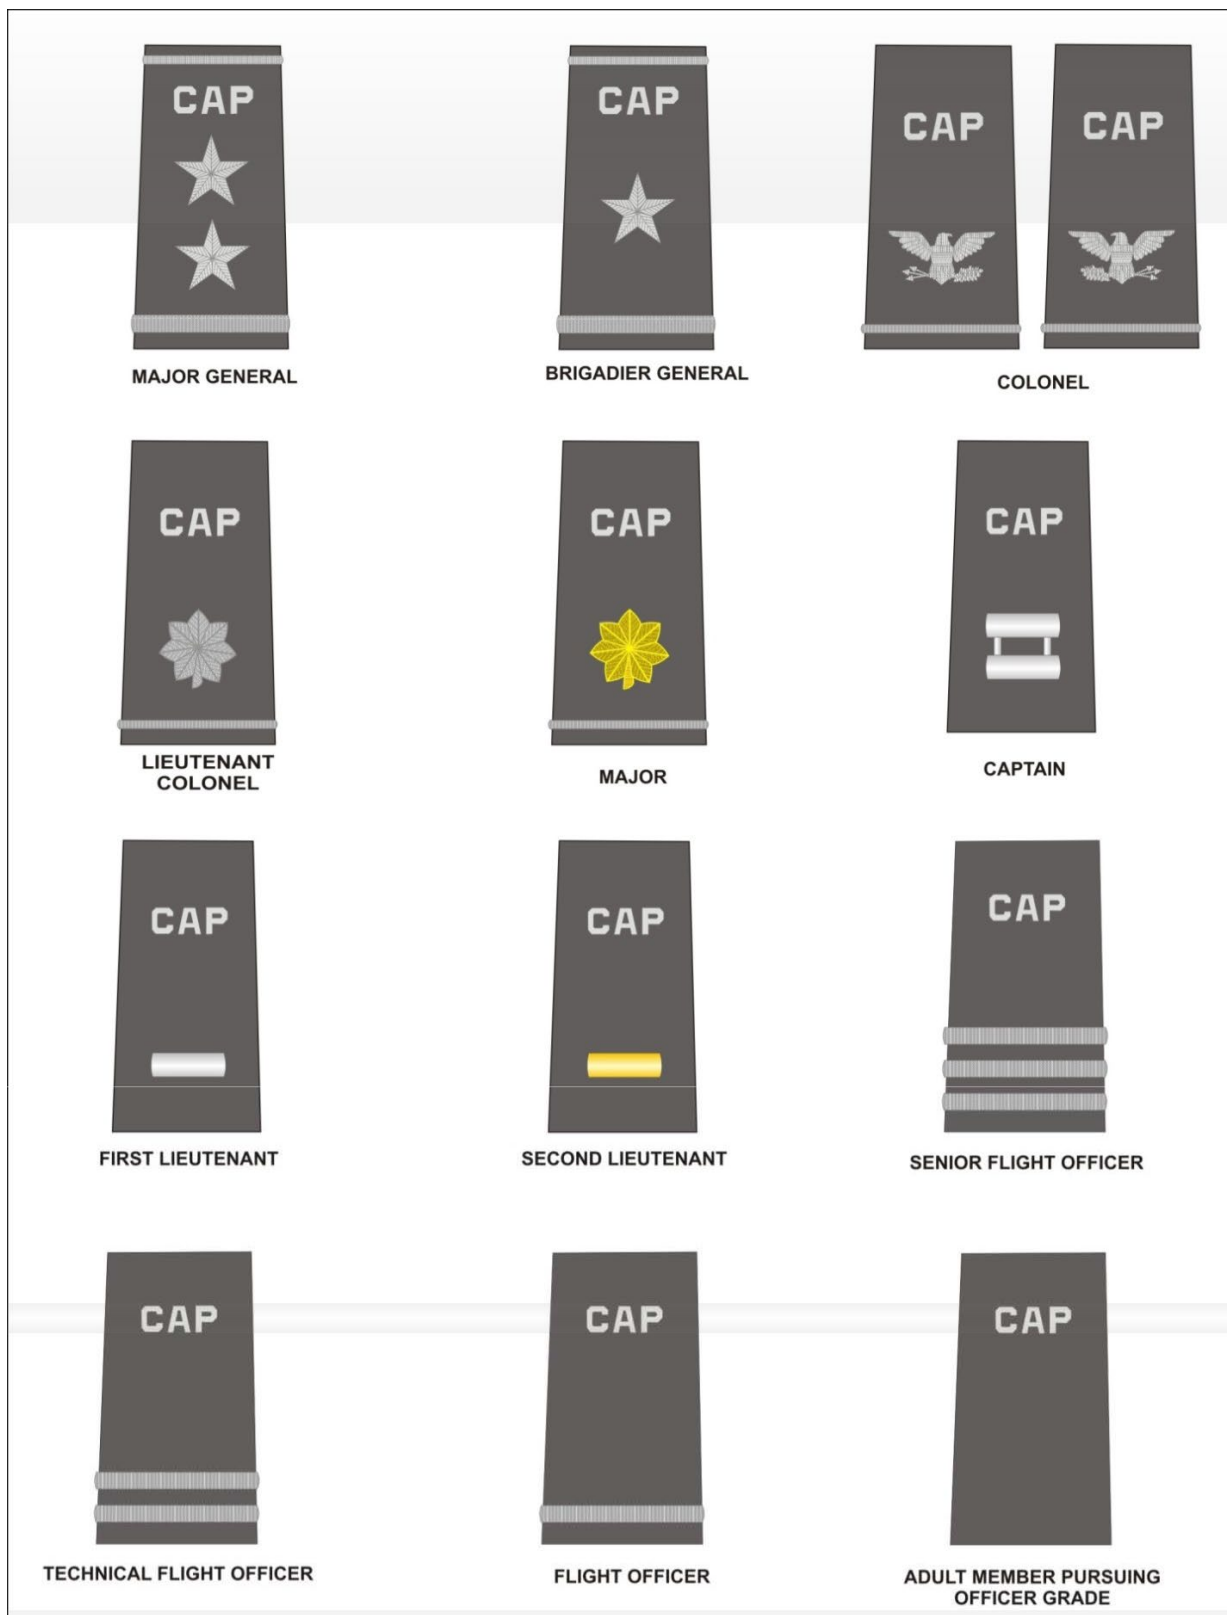 CAP
CAP
CAP
CAP
MAJOR GENERAL
BRIGADIER GENERAL
COLONEL
CAP
CAP
CAP
LIEUTENANT
COLONEL
MAJOR
CAPTAIN
CAP
CAP
CAP
FIRST LIEUTENANT
SECOND LIEUTENANT
SENIOR FLIGHT OFFICER
CAP
CAP
CAP
TECHNICAL FLIGHT OFFICER
FLIGHT OFFICER
ADULT MEMBER PURSUING
OFFICER GRADE